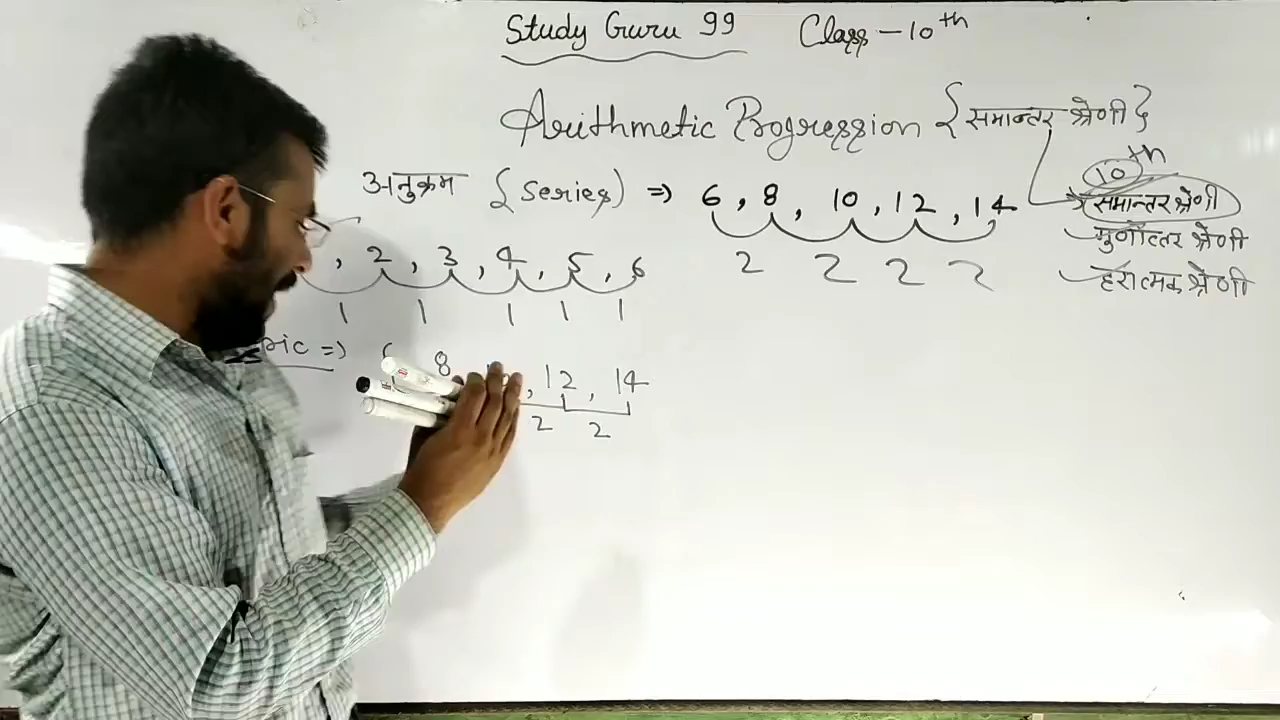 Study Guru 99 Class - 10th
Arithmetic Progression {समान्तर श्रेणी}
10th
अनुक्रम {series) => 6, 8, 10, 12, 14
समान्तर श्रेणी
गुणोत्तर श्रेणी
हरात्मक श्रेणी
, 2, 3, 4, 5, 6
2 2 2 2
1 1 1 1 1
=> 8 , 12, 14
2 2